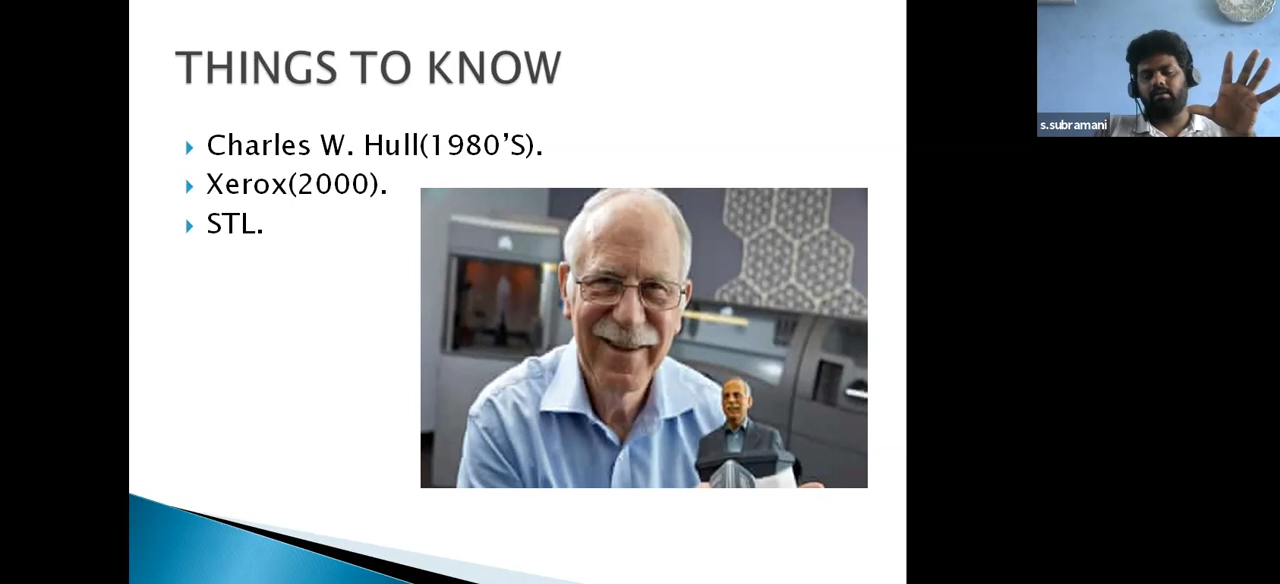 THINGS TO KNOW
Charles W. Hull(1980’S).
Xerox(2000).
STL.
s.subramani